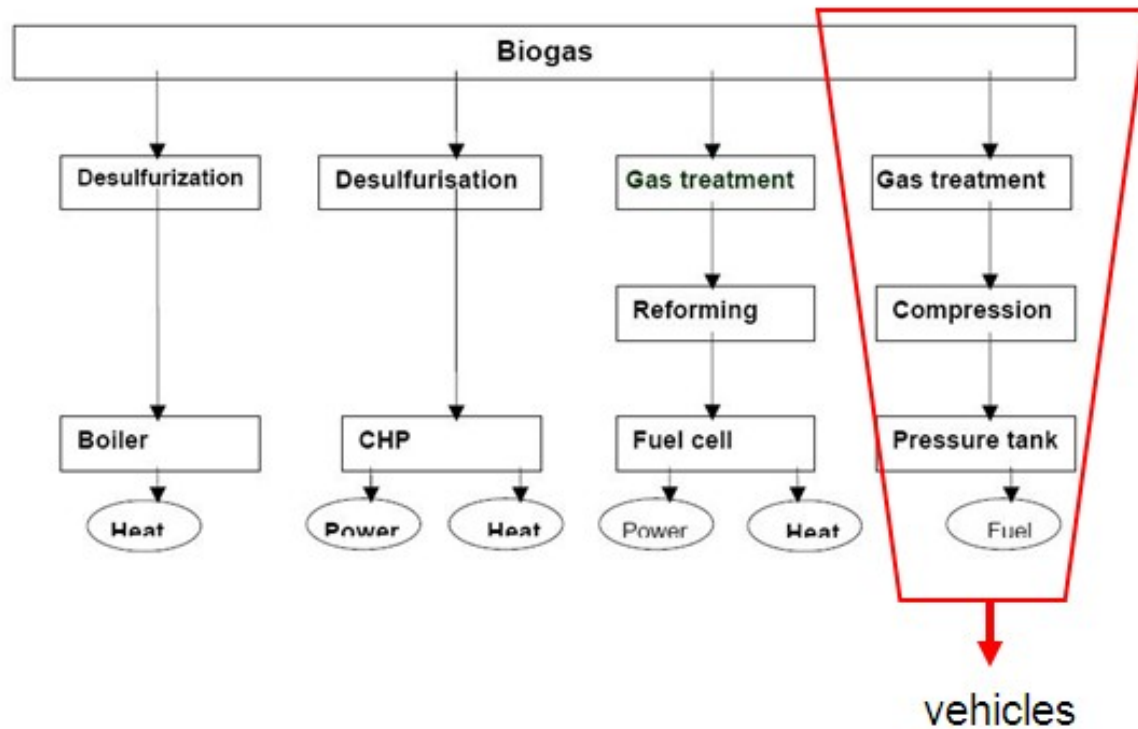 Biogas
Desulfurization
Desulfurisation
Gas treatment
Gas treatment
Reforming
Compression
Boiler
CHP
Fuel cell
Pressure tank
Heat
Power
Heat
Power
Heat
Fuel
vehicles